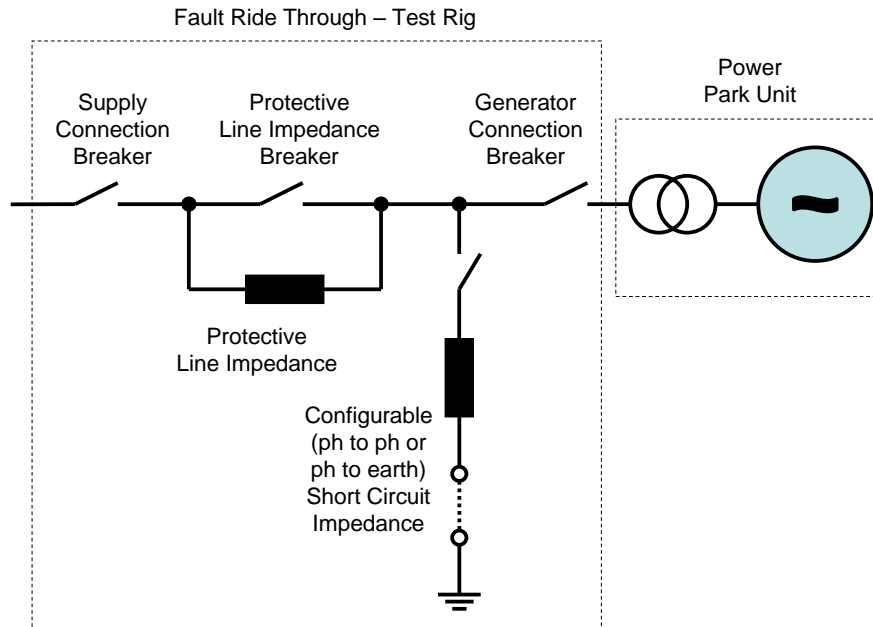 Fault Ride Through – Test Rig
Power
Park Unit
Supply
Connection
Breaker
Protective
Line Impedance
Breaker
Generator
Connection
Breaker
~
Protective
Line Impedance
Configurable
(ph to ph or
ph to earth)
Short Circuit
Impedance